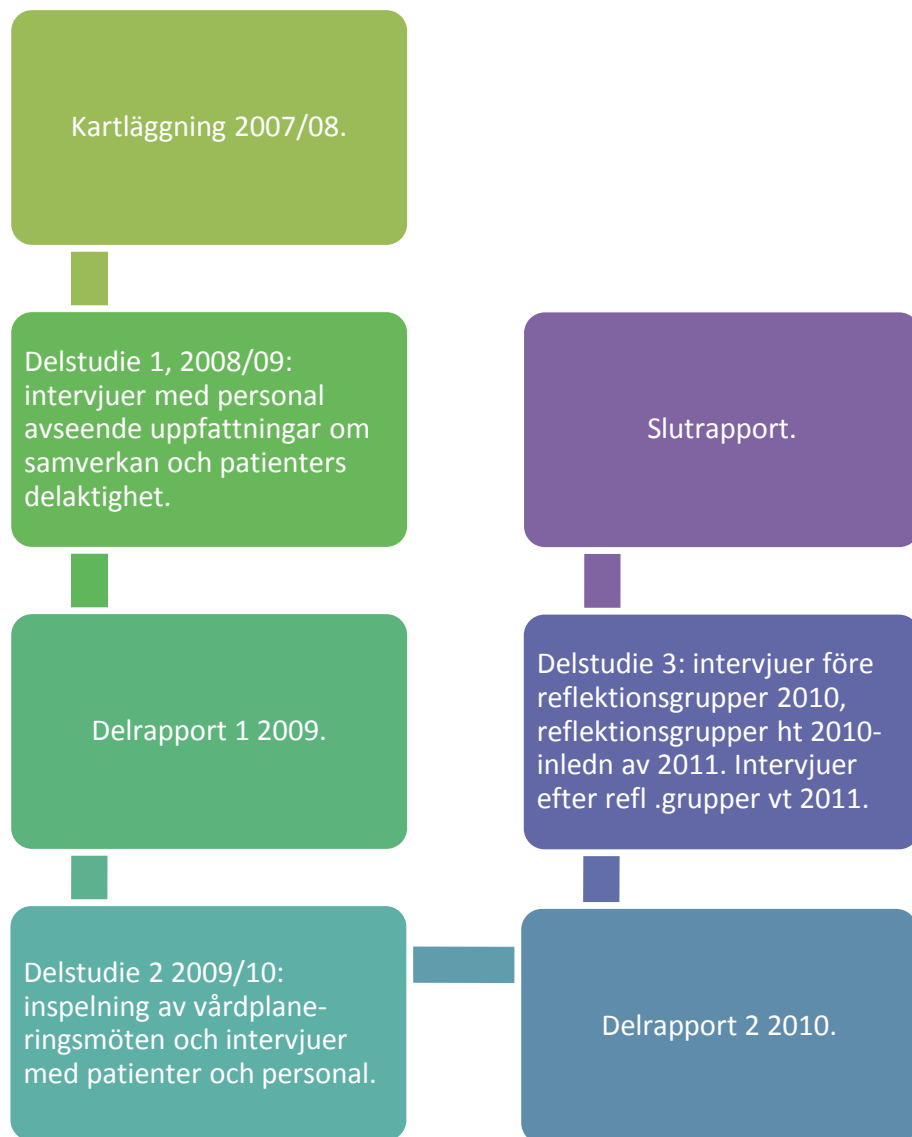 Kartläggning 2007/08.
Delstudie 1, 2008/09:
intervjuer med personal
avseende uppfattningar om
samverkan och patienters
delaktighet.
Delrapport 1 2009.
Delstudie 2 2009/10:
inspelning av vårdplane-
ringsmöten och intervjuer
med patienter och personal.
Delrapport 2 2010.
Delstudie 3: intervjuer före
reflektionsgrupper 2010,
reflektionsgrupper ht 2010-
inledn av 2011. Intervjuer
efter refl .grupper vt 2011.
Slutrapport.